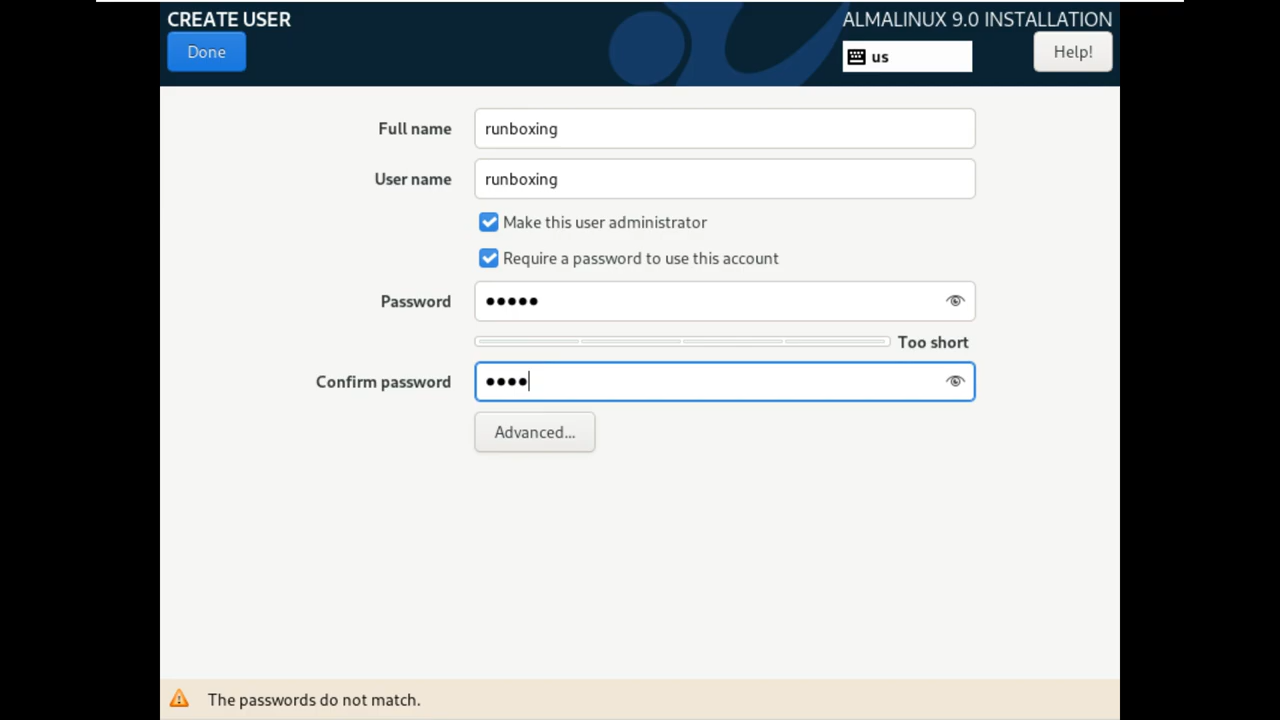 CREATE USER
ALMALINUX 9.0 INSTALLATION
Done
us
Help!
Full name
runboxing
User name
runboxing
Make this user administrator
Require a password to use this account
Password
●●●●●
Too short
Confirm password
●●●●
Advanced...
The passwords do not match.